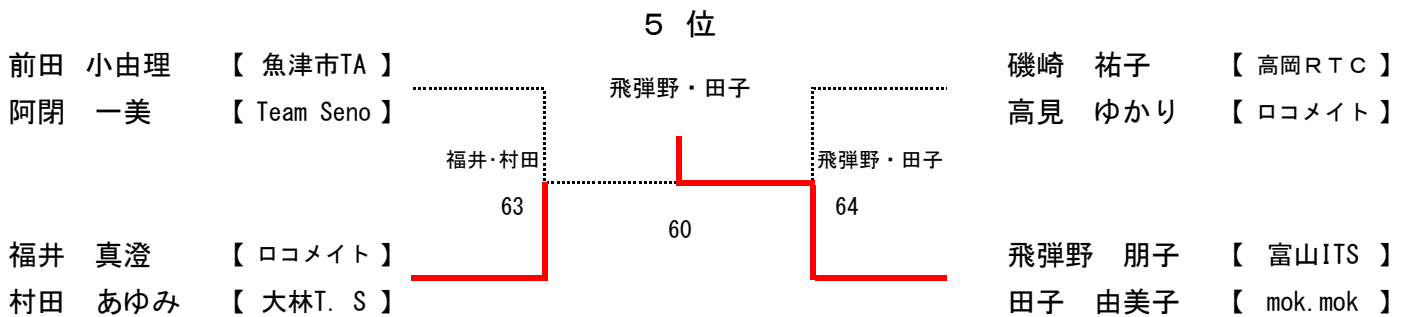 ５ 位
前田 小由理 【 魚津市TA 】
阿閉 一美 【 Team Seno 】
飛弾野・田子
磯崎 祐子 【 高岡ＲＴＣ 】
高見 ゆかり 【 ロコメイト 】
福井・村田
飛弾野・田子
63
60
64
福井 真澄 【 ロコメイト 】
村田 あゆみ 【 大林T. S 】
飛弾野 朋子 【 富山ITS 】
田子 由美子 【 mok.mok 】